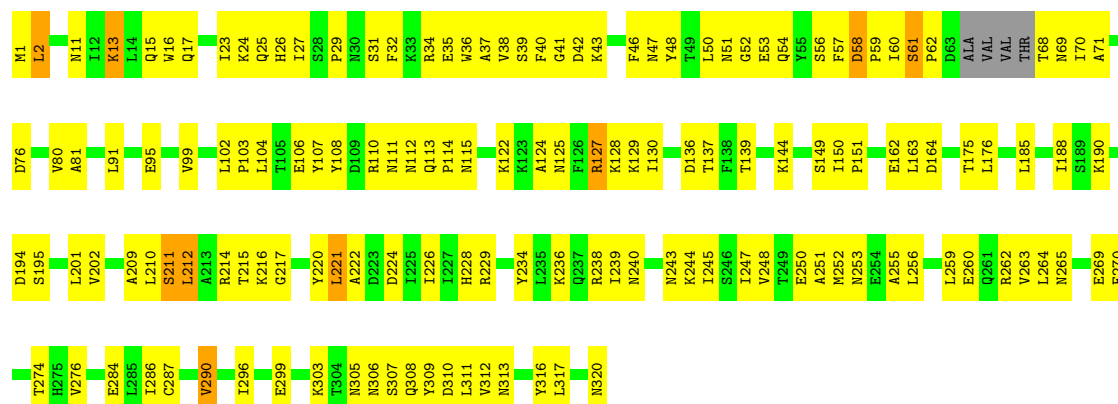 M1 L2 N11 I12 K13 L14 Q15 W16 Q17 I23 K24 Q25 H26 I27 S28 P29 N30 S31 F32 K33 R34 E35 W36 A37 V38 S39 F40 G41 D42 K43 F46 N47 Y48 T49 L50 N51 G52 E53 Q54 Y55 S56 F57 D58 P59 I60 S61 P62 D63 ALA VAL VAL THR T68 N69 I70 A71
D76 V80 A81 L91 E95 V99 L102 P103 L104 T105 E106 Y107 Y108 D109 R110 N111 N112 Q113 P114 N115 K122 K123 A124 N125 F126 R127 K128 K129 I130 D136 T137 F138 T139 K144 S149 I150 P151 E162 L163 D164 T175 L176 L185 I188 S189 K190
D194 S195 L201 V202 A209 L210 S211 L212 A213 R214 T215 K216 G217 Y220 L221 A222 D223 D224 I225 I226 I227 H228 R229 Y234 L235 K236 Q237 R238 I239 N240 N243 K244 I245 S246 I247 V248 T249 E250 A251 M252 N253 E254 A255 L256 L259 E260 Q261 R262 V263 L264 N265 E269
T274 H275 V276 E284 L285 I286 C287 V290 I296 E299 K303 T304 N305 N306 S307 Q308 Y309 D310 L311 V312 N313 Y316 L317 N320